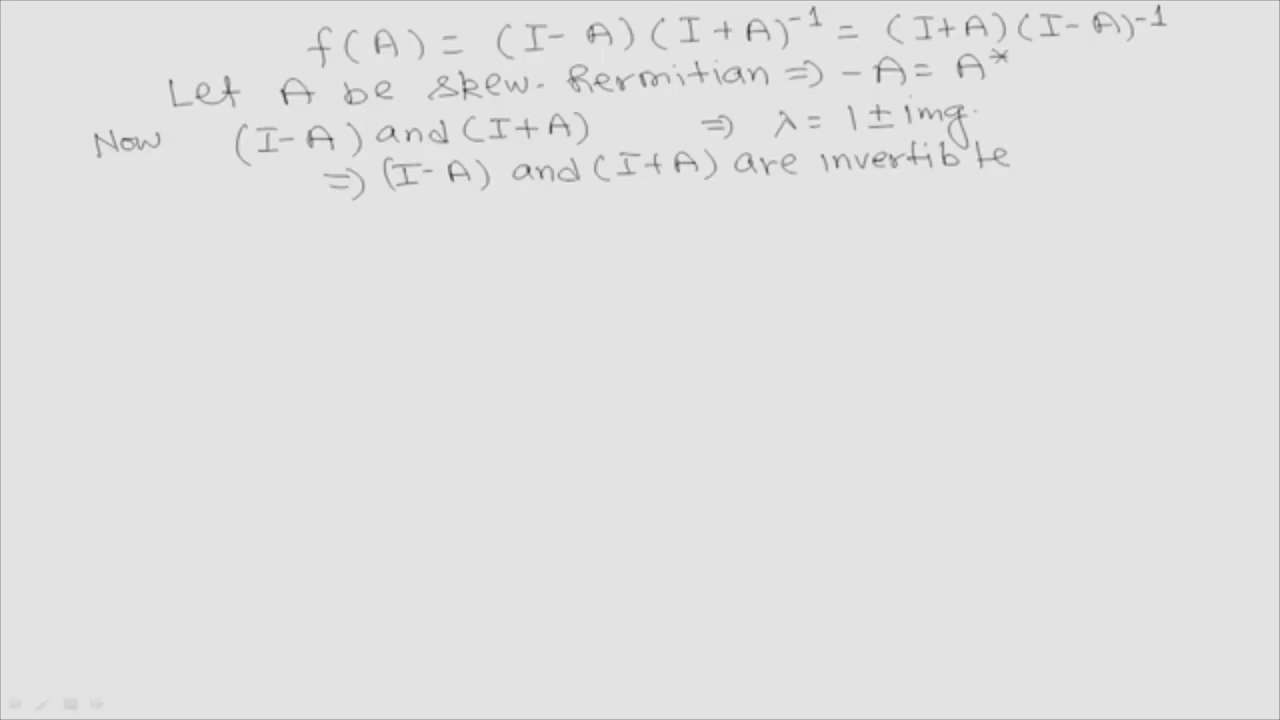 f(A) = (I - A)(I + A)⁻¹ = (I+A)(I - A)⁻¹
Let A be skew-Hermitian ⇒ -A = A*
Now (I-A) and (I+A) ⇒ λ = 1 ± img.
⇒ (I-A) and (I+A) are invertible